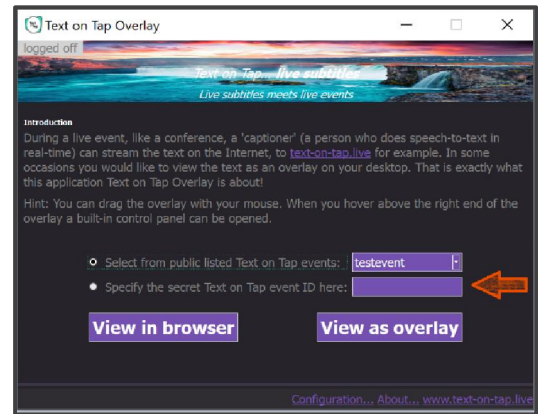 Text on Tap Overlay
logged off
Text on Tap... live subtitles
Live subtitles meets live events
Introduction
During a live event, like a conference, a 'captioner' (a person who does speech-to-text in
real-time) can stream the text on the Internet, to text-on-tap.live for example. In some
occasions you would like to view the text as an overlay on your desktop. That is exactly what
this application Text on Tap Overlay is about!
Hint: You can drag the overlay with your mouse. When you hover above the right end of the
overlay a built-in control panel can be opened.
Select from public listed Text on Tap events: testevent
Specify the secret Text on Tap event ID here:
View in browser View as overlay
Configuration... About... www.text-on-tap.live